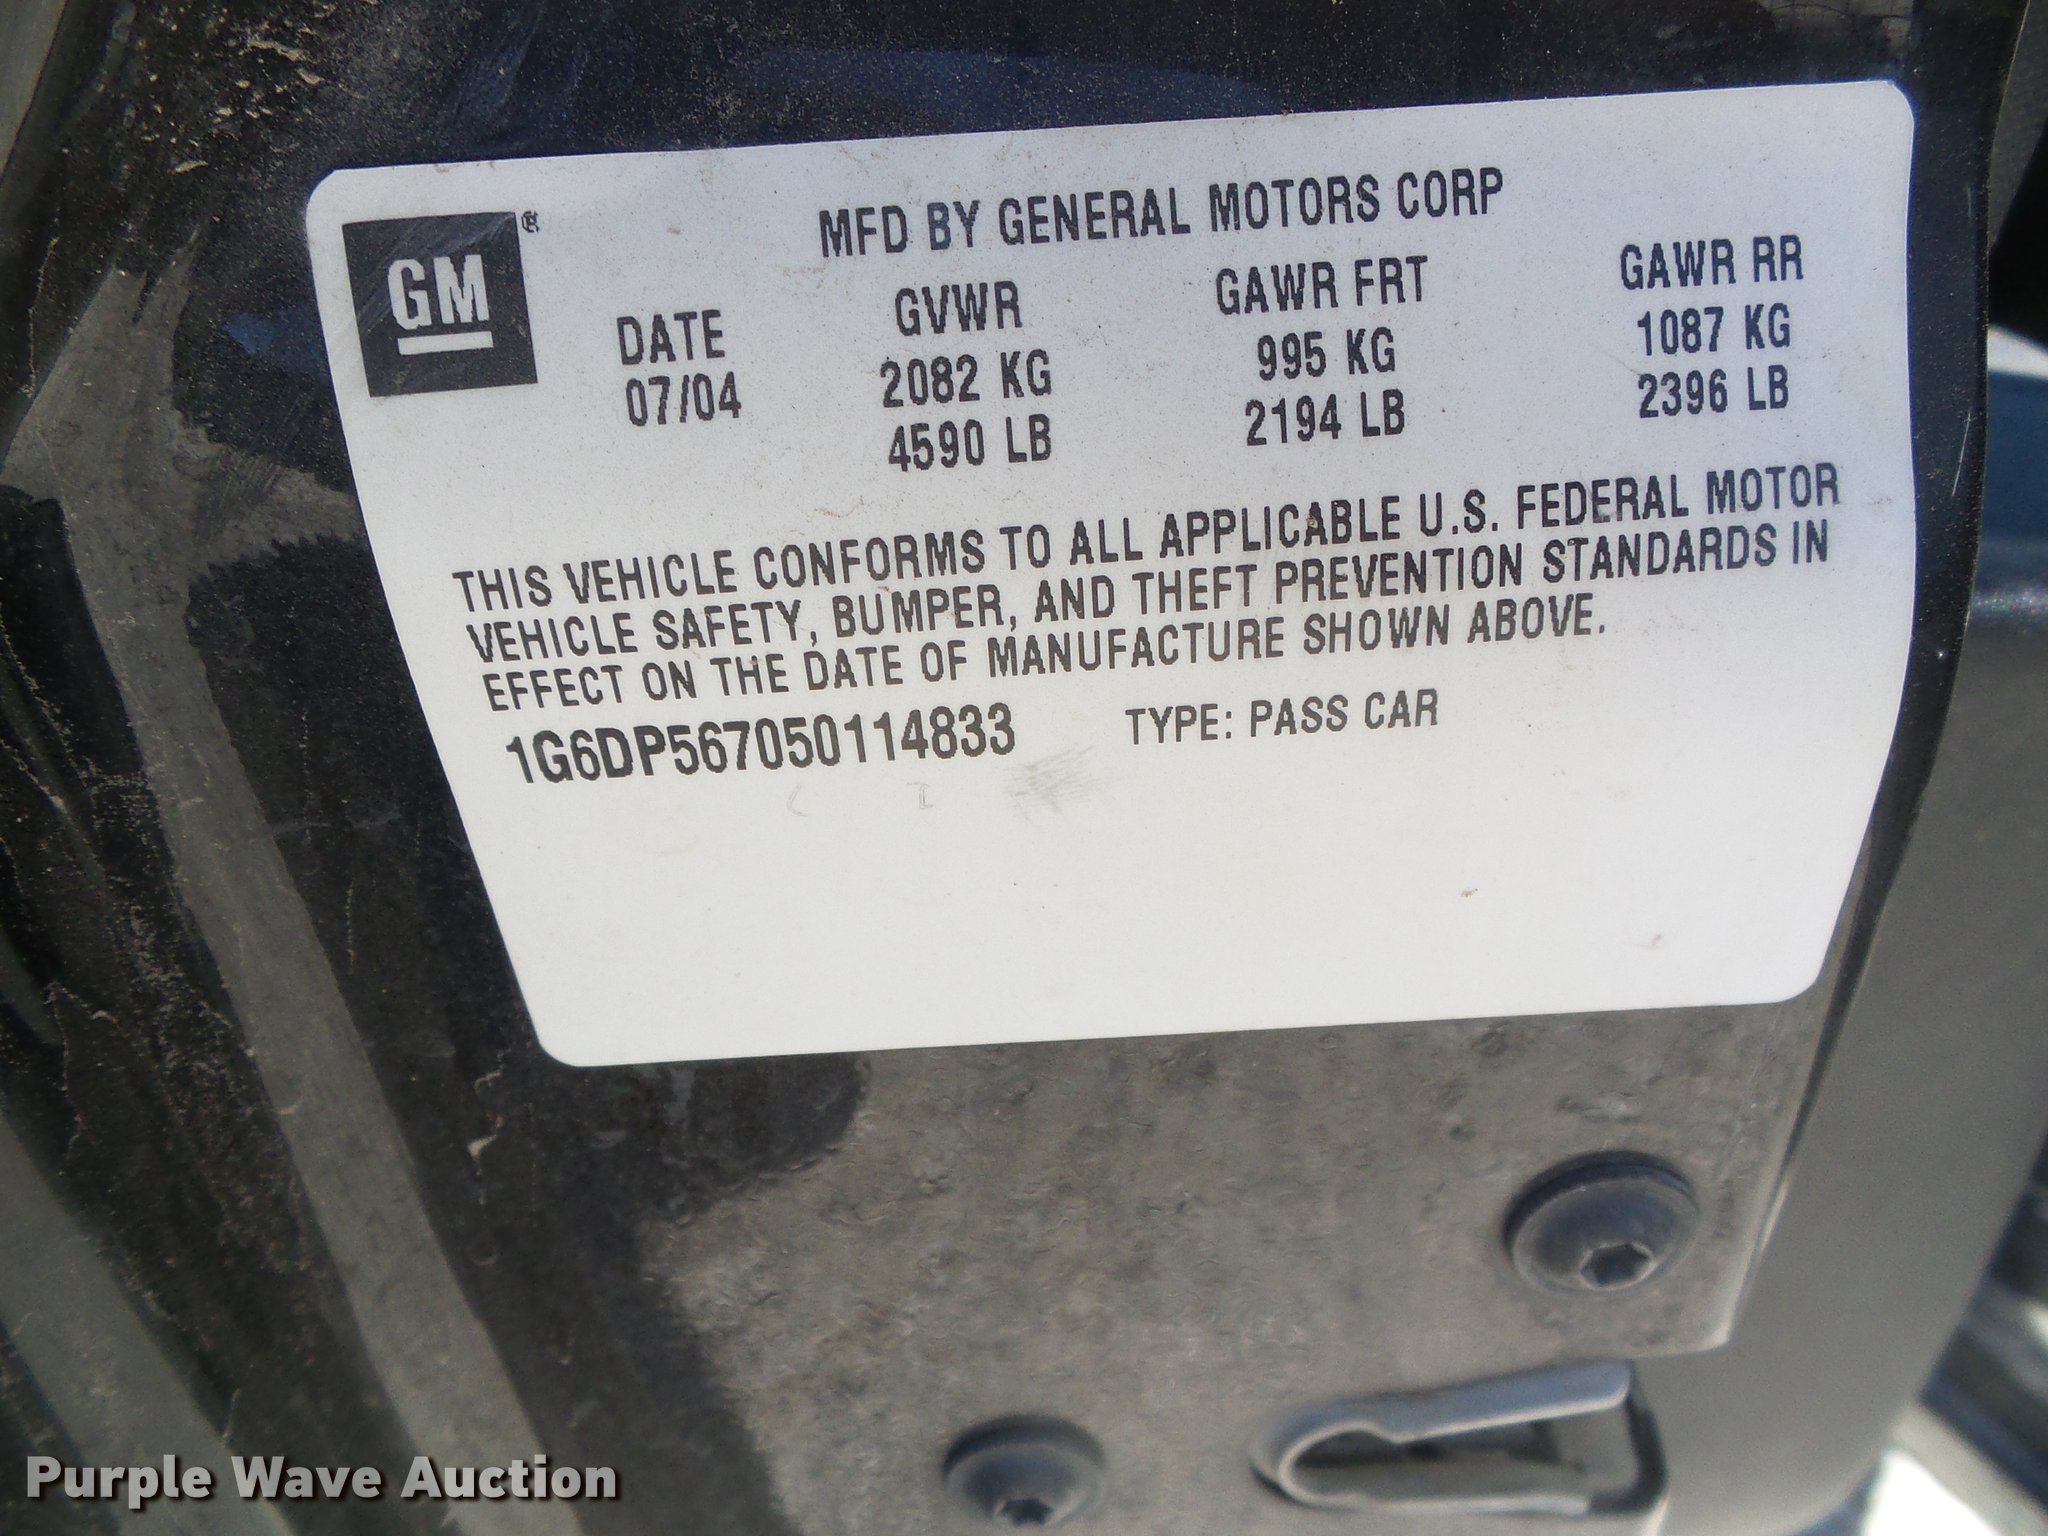 GM®
MFD BY GENERAL MOTORS CORP
DATE GVWR GAWR FRT GAWR RR
07/04 2082 KG 995 KG 1087 KG
4590 LB 2194 LB 2396 LB
THIS VEHICLE CONFORMS TO ALL APPLICABLE U.S. FEDERAL MOTOR
VEHICLE SAFETY, BUMPER, AND THEFT PREVENTION STANDARDS IN
EFFECT ON THE DATE OF MANUFACTURE SHOWN ABOVE.
1G6DP567050114833 TYPE: PASS CAR
Purple Wave Auction